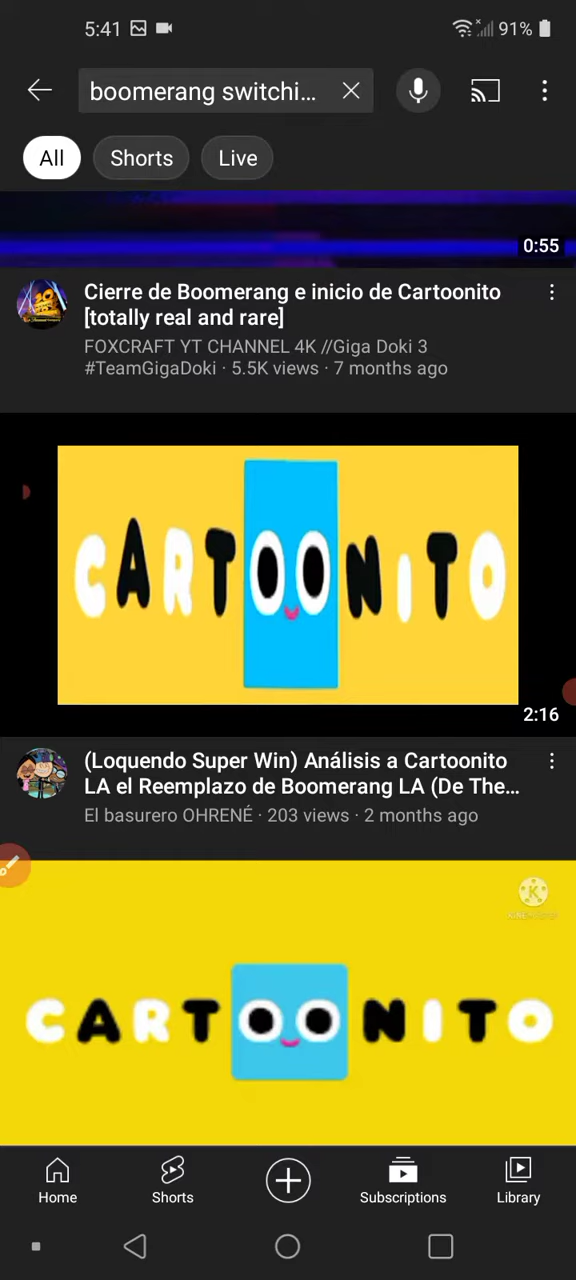 5:41
91%
boomerang switchi...
All
Shorts
Live
0:55
Cierre de Boomerang e inicio de Cartoonito
[totally real and rare]
FOXCRAFT YT CHANNEL 4K //Giga Doki 3
#TeamGigaDoki · 5.5K views · 7 months ago
CARTOONITO
2:16
(Loquendo Super Win) Análisis a Cartoonito
LA el Reemplazo de Boomerang LA (De The...
El basurero OHRENÉ · 203 views · 2 months ago
K
CARTOONITO
Home
Shorts
Subscriptions
Library